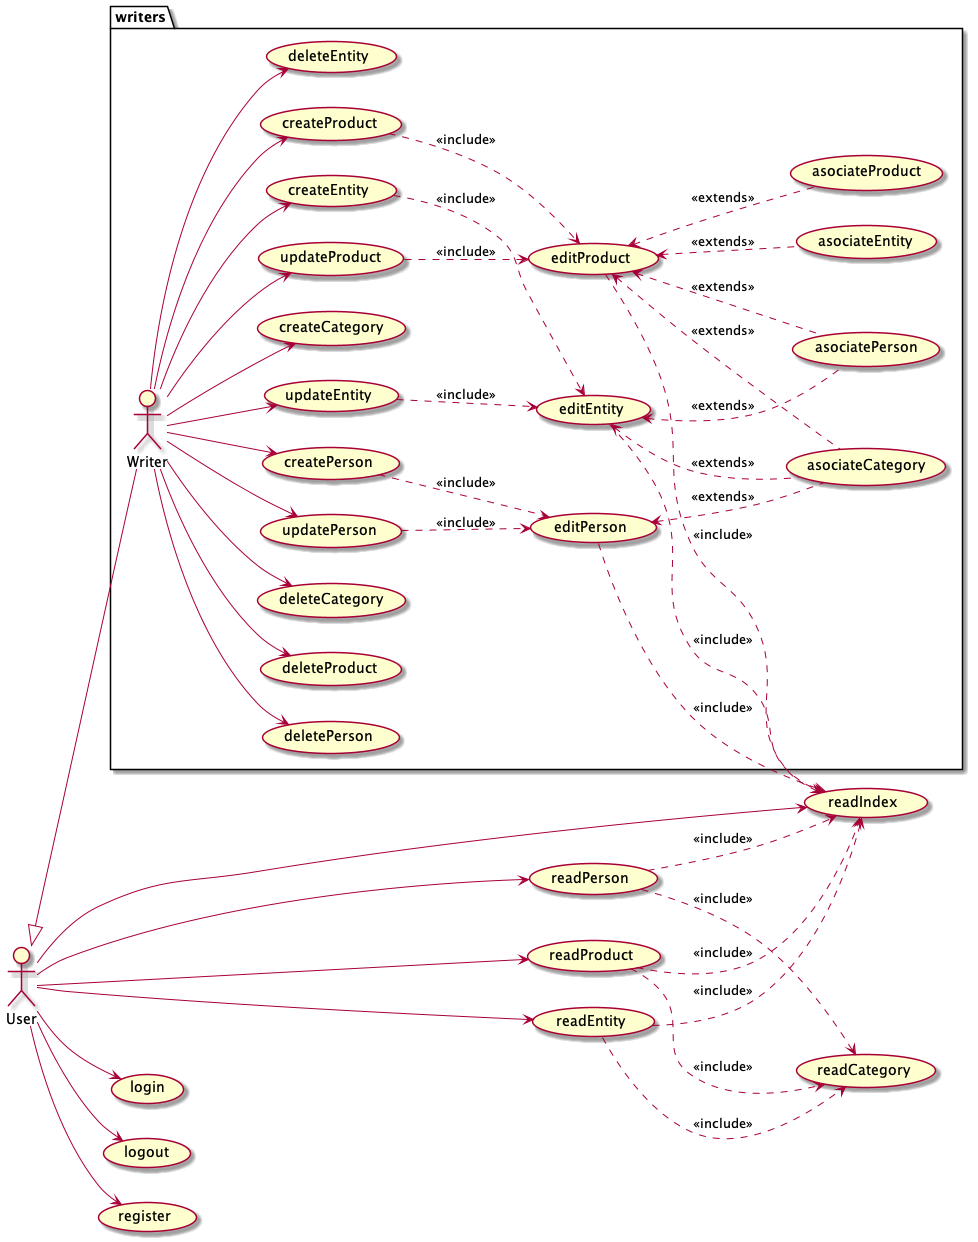 writers
deleteEntity
createProduct
«include»
asociateProduct
createEntity
«include»
«extends»
asociateEntity
updateProduct
«include»
editProduct
«extends»
«extends»
createCategory
«extends»
asociatePerson
updateEntity
«include»
editEntity
«extends»
Writer
createPerson
«include»
«extends»
asociateCategory
«extends»
updatePerson
«include»
editPerson
«include»
deleteCategory
«include»
deleteProduct
«include»
deletePerson
readIndex
«include»
readPerson
«include»
readProduct
«include»
«include»
User
readEntity
«include»
readCategory
login
«include»
logout
register